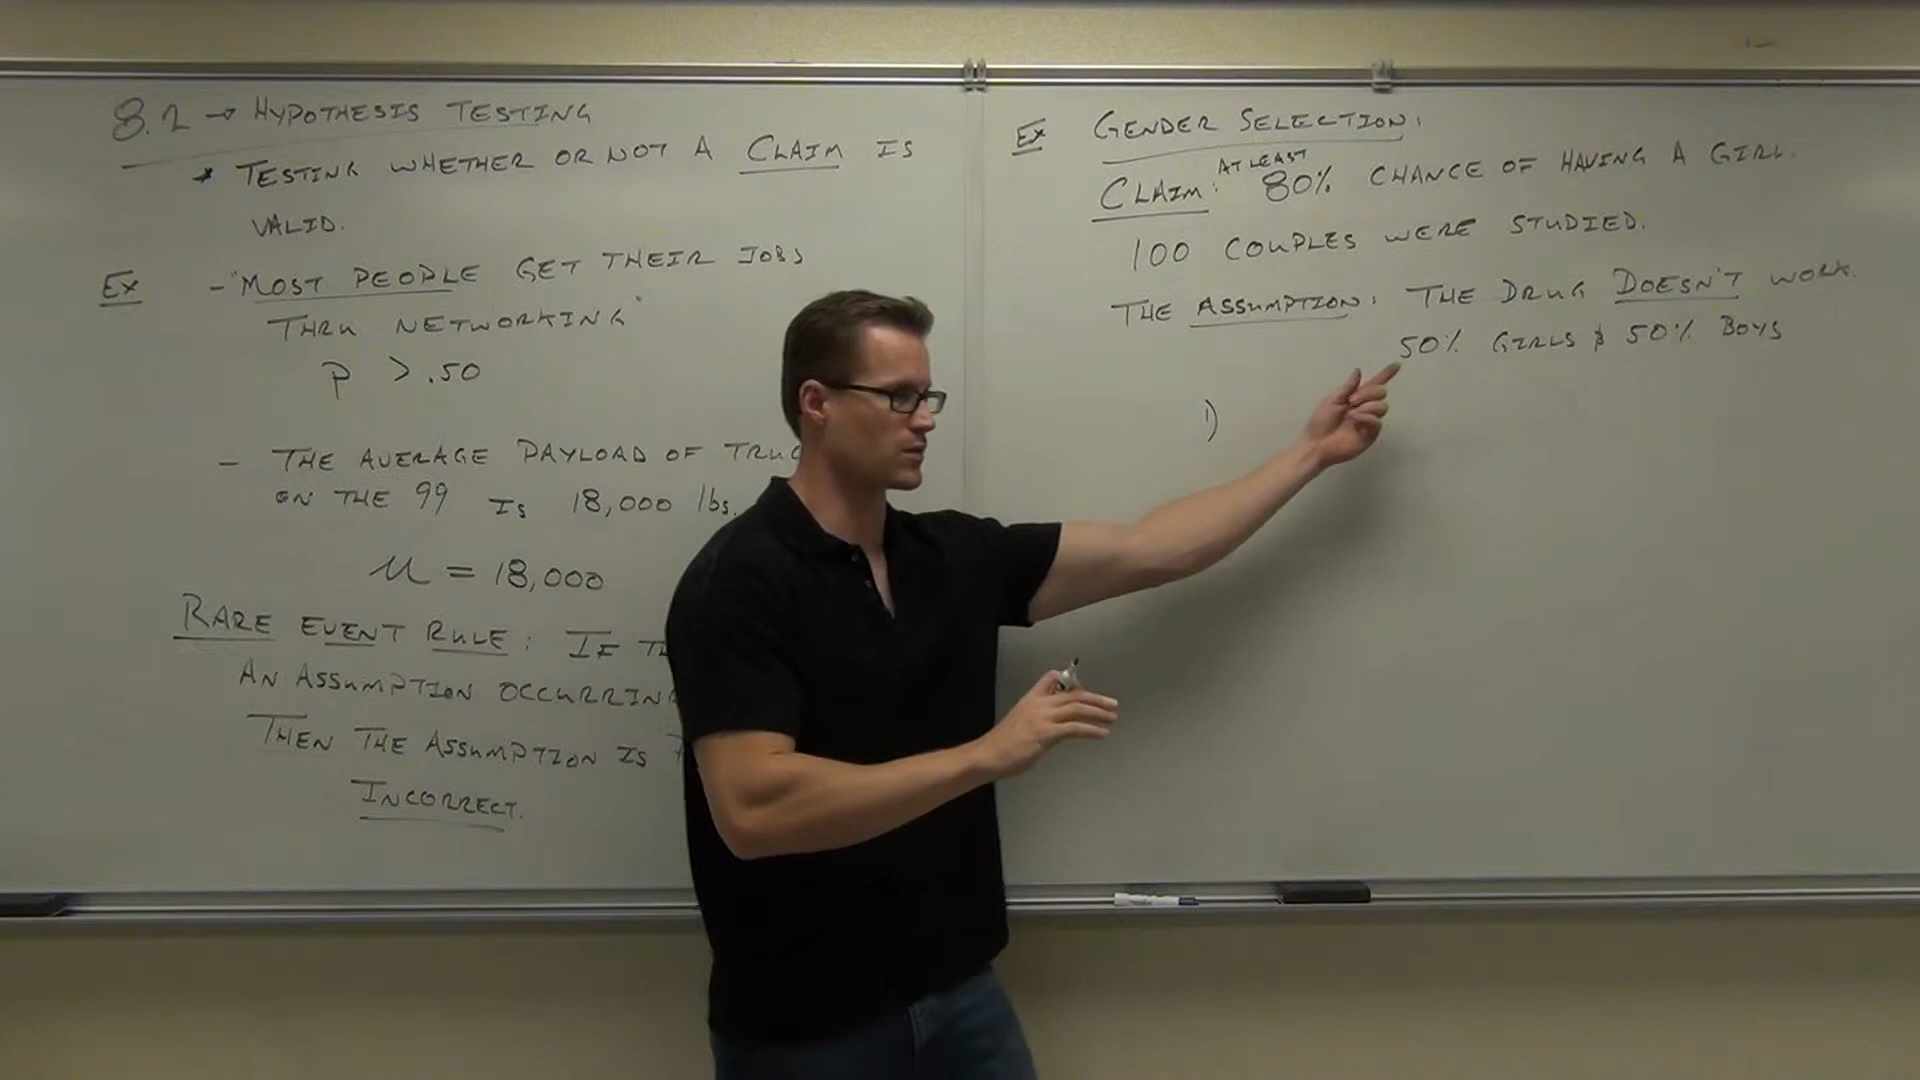 8.2 → HYPOTHESIS TESTING
* TESTING WHETHER OR NOT A CLAIM IS
VALID.
Ex - "MOST PEOPLE GET THEIR JOBS
THRU NETWORKING"
p > .50
- THE AVERAGE PAYLOAD OF
ON THE 99 IS 18,000 lbs.
μ = 18,000
RARE EVENT RULE: IF
AN ASSUMPTION
THEN THE ASSUMPTION IS
INCORRECT.
Ex GENDER SELECTION:
AT LEAST
CLAIM: 80% CHANCE OF HAVING A GIRL.
100 COUPLES WERE STUDIED.
THE ASSUMPTION: THE DRUG DOESN'T WORK.
50% GIRLS & 50% BOYS
1)